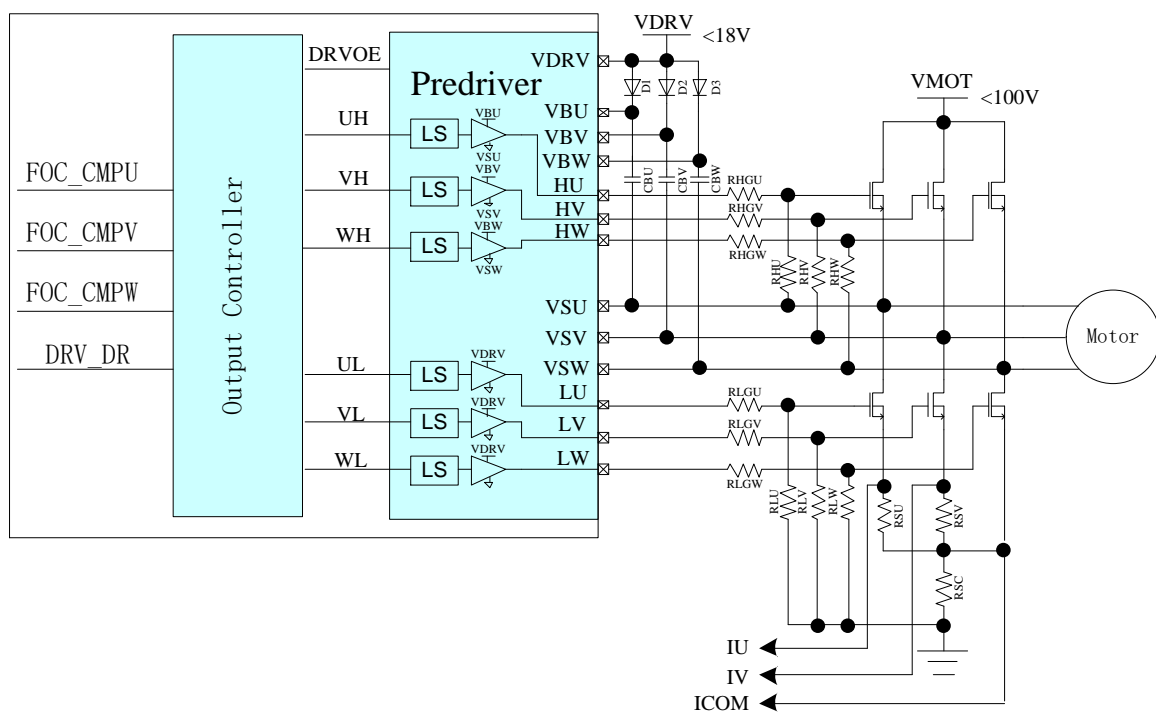 VDRV
<18V
DRVOE
VDRV
Predriver
D1
D2
D3
VMOT
<100V
VBU
UH
LS
VBU
VSU
VBV
VBW
CBU
CBV
CBW
FOC_CMPU
VH
LS
VBV
VSV
HU
RHGU
HV
RHGV
FOC_CMPV
WH
LS
VBW
VSW
HW
RHGW
RHU
RHV
RHW
FOC_CMPW
VSU
VSV
Motor
DRV_DR
Output Controller
VSW
UL
LS
VDRV
LU
RLGU
VL
LS
VDRV
LV
RLGV
WL
LS
VDRV
LW
RLGW
RLU
RLV
RLW
RSU
RSV
RSC
IU
IV
ICOM